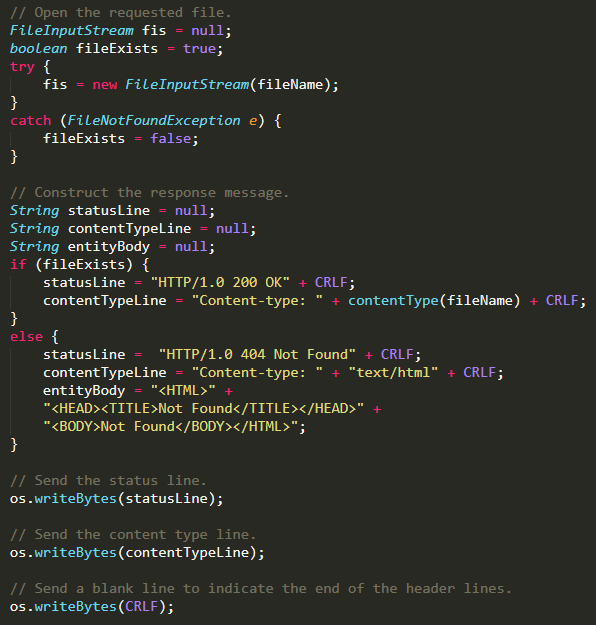 // Open the requested file.
FileInputStream fis = null;
boolean fileExists = true;
try {
fis = new FileInputStream(fileName);
}
catch (FileNotFoundException e) {
fileExists = false;
}
// Construct the response message.
String statusLine = null;
String contentTypeLine = null;
String entityBody = null;
if (fileExists) {
statusLine = "HTTP/1.0 200 OK" + CRLF;
contentTypeLine = "Content-type: " + contentType(fileName) + CRLF;
}
else {
statusLine =  "HTTP/1.0 404 Not Found" + CRLF;
contentTypeLine = "Content-type: " + "text/html" + CRLF;
entityBody = "<HTML>" +
"<HEAD><TITLE>Not Found</TITLE></HEAD>" +
"<BODY>Not Found</BODY></HTML>";
}
// Send the status line.
os.writeBytes(statusLine);
// Send the content type line.
os.writeBytes(contentTypeLine);
// Send a blank line to indicate the end of the header lines.
os.writeBytes(CRLF);